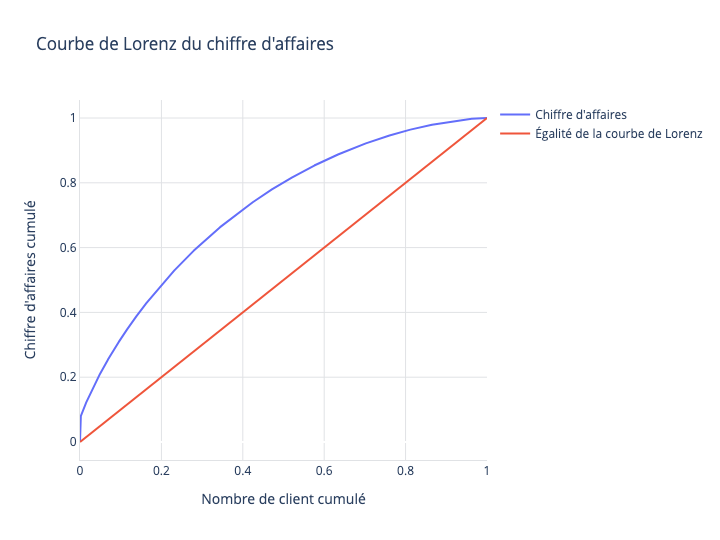 Courbe de Lorenz du chiffre d'affaires
Chiffre d'affaires
Égalité de la courbe de Lorenz
Chiffre d'affaires cumulé
1
0.8
0.6
0.4
0.2
0
0 0.2 0.4 0.6 0.8 1
Nombre de client cumulé